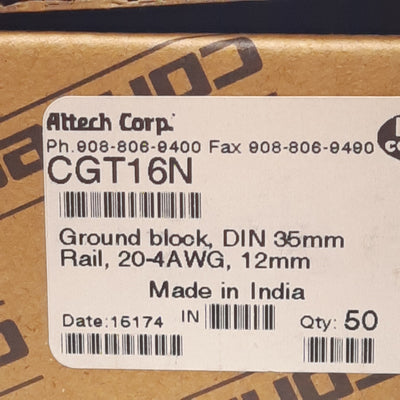 Altech Corp.
Ph.908-806-9400 Fax 908-806-9490
CGT16N
Ground block, DIN 35mm
Rail, 20-4AWG, 12mm
Made in India
Date:15174 IN Qty: 50